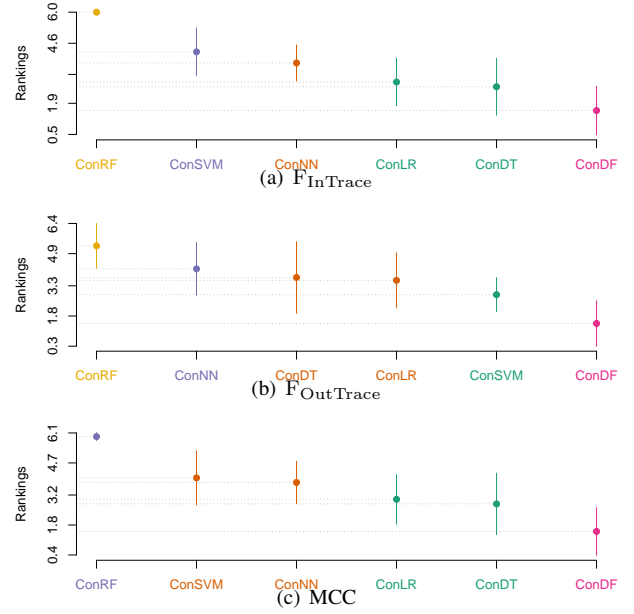 Rankings
6.0
4.6
1.9
0.5
ConRF ConSVM ConNN ConLR ConDT ConDF
(a) F_InTrace
Rankings
6.4
4.9
3.3
1.8
0.3
ConRF ConNN ConDT ConLR ConSVM ConDF
(b) F_OutTrace
Rankings
6.1
4.7
3.2
1.8
0.4
ConRF ConSVM ConNN ConLR ConDT ConDF
(c) MCC